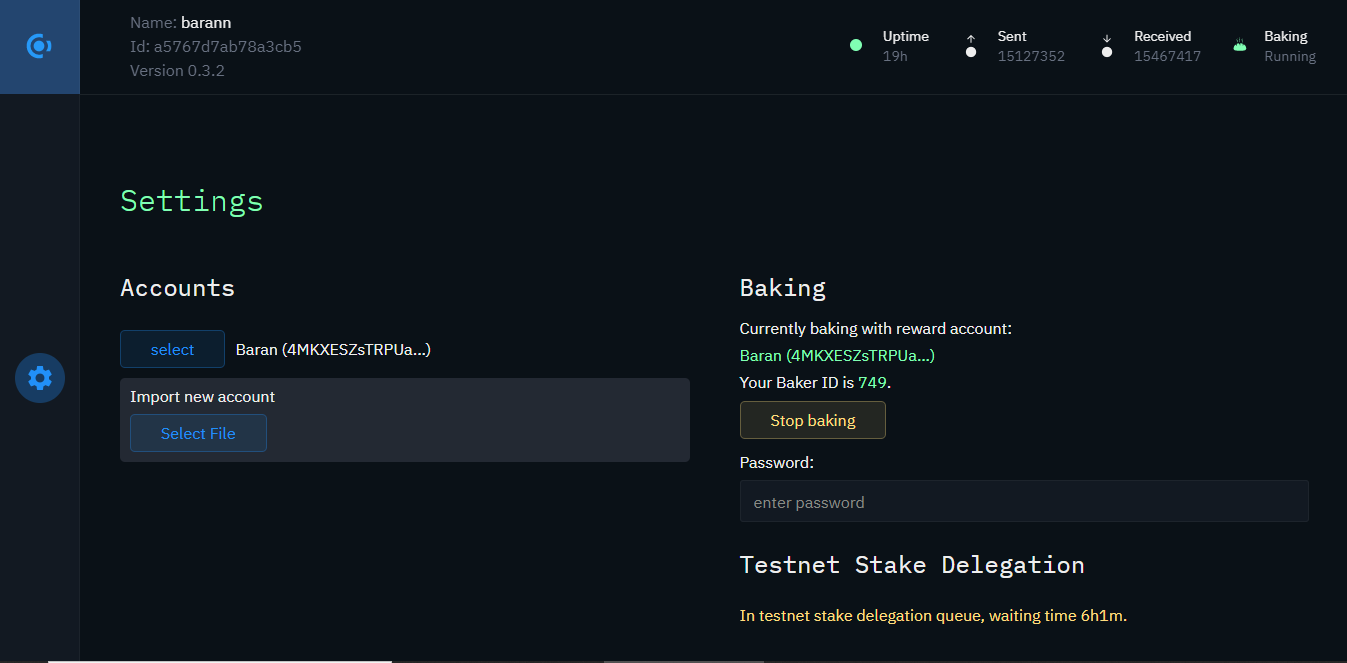 Name: barann
Id: a5767d7ab78a3cb5
Version 0.3.2
Uptime
19h
Sent
15127352
Received
15467417
Baking
Running
Settings
Accounts
select Baran (4MKXESZsTRPUa...)
Import new account
Select File
Baking
Currently baking with reward account:
Baran (4MKXESZsTRPUa...)
Your Baker ID is 749.
Stop baking
Password:
enter password
Testnet Stake Delegation
In testnet stake delegation queue, waiting time 6h1m.